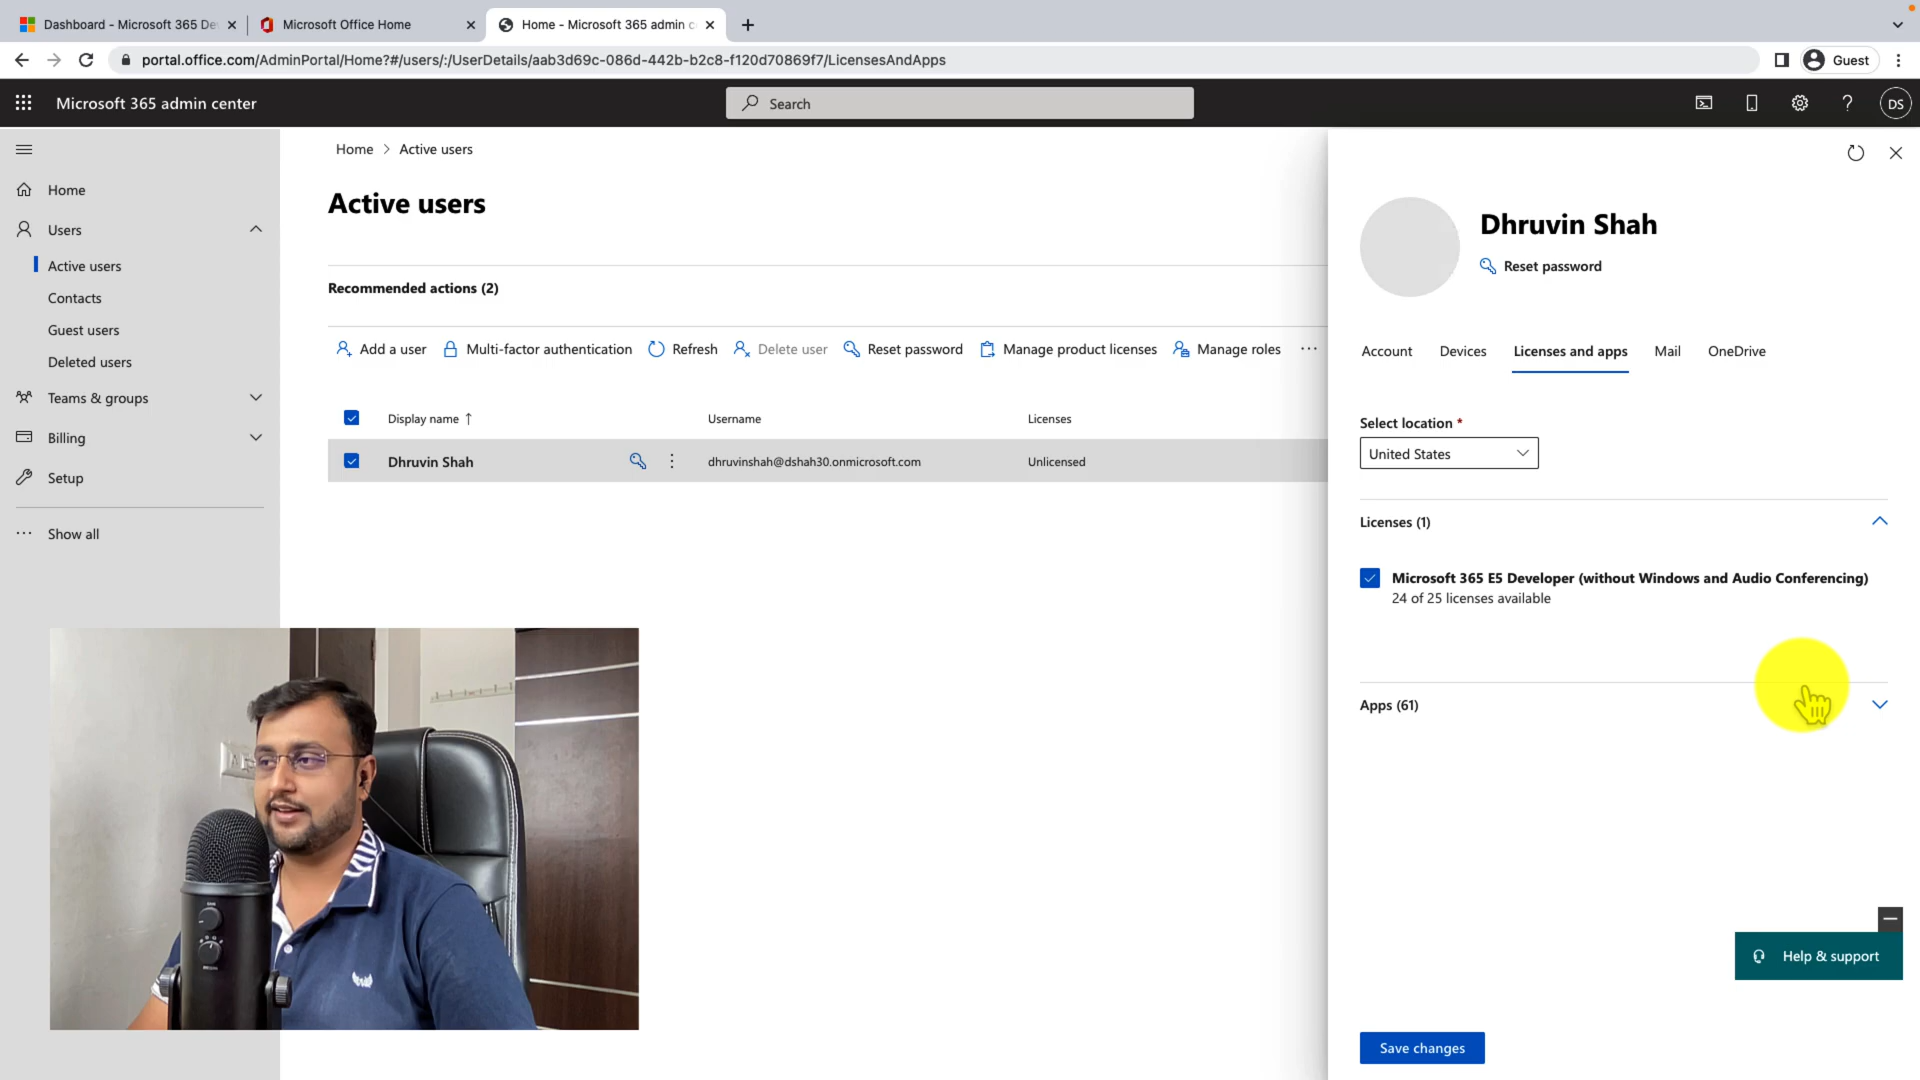 Dashboard - Microsoft 365 De
Microsoft Office Home
Home - Microsoft 365 admin c
portal.office.com/AdminPortal/Home?#/users/:/UserDetails/aab3d69c-086d-442b-b2c8-f120d70869f7/LicensesAndApps
Guest
Microsoft 365 admin center
Search
DS
Home
Users
Active users
Contacts
Guest users
Deleted users
Teams & groups
Billing
Setup
Show all
Home > Active users
Active users
Recommended actions (2)
Add a user
Multi-factor authentication
Refresh
Delete user
Reset password
Manage product licenses
Manage roles
Display name ↑
Username
Licenses
Dhruvin Shah
dhruvinshah@dshah30.onmicrosoft.com
Unlicensed
Dhruvin Shah
Reset password
Account
Devices
Licenses and apps
Mail
OneDrive
Select location *
United States
Licenses (1)
Microsoft 365 E5 Developer (without Windows and Audio Conferencing)
24 of 25 licenses available
Apps (61)
Help & support
Save changes